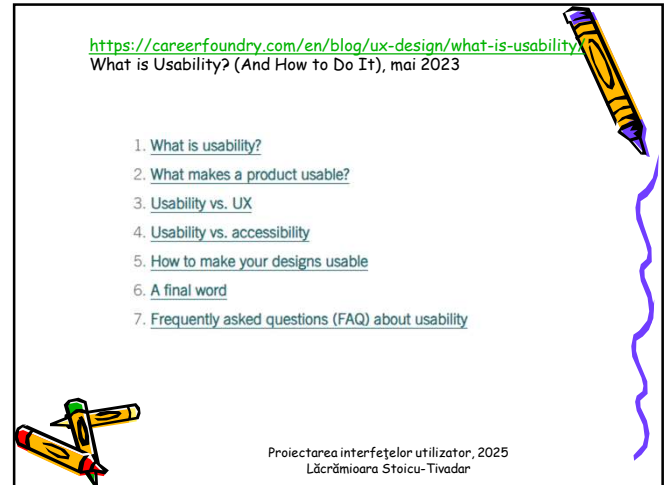 https://careerfoundry.com/en/blog/ux-design/what-is-usability/
What is Usability? (And How to Do It), mai 2023
1. What is usability?
2. What makes a product usable?
3. Usability vs. UX
4. Usability vs. accessibility
5. How to make your designs usable
6. A final word
7. Frequently asked questions (FAQ) about usability
Proiectarea interfeţelor utilizator, 2025
Lăcrămioara Stoicu-Tivadar